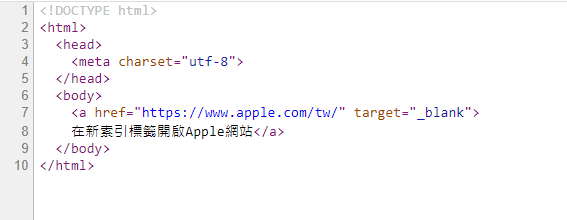 1 <!DOCTYPE html>
2 <html>
3   <head>
4     <meta charset="utf-8">
5   </head>
6   <body>
7     <a href="https://www.apple.com/tw/" target="_blank">
8     在新索引標籤開啟Apple網站</a>
9   </body>
10 </html>